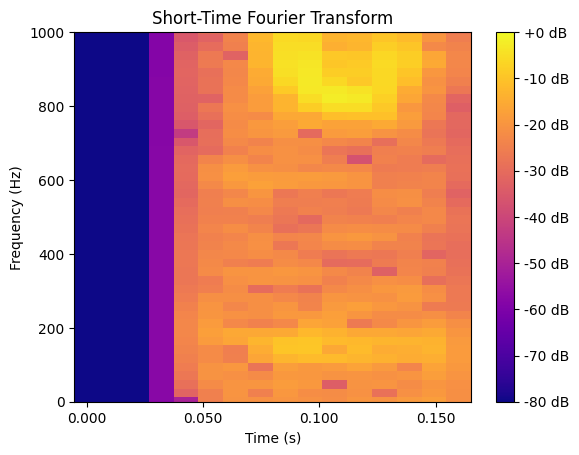 Short-Time Fourier Transform
1000
800
600
400
200
0
Frequency (Hz)
0.000
0.050
0.100
0.150
Time (s)
+0 dB
-10 dB
-20 dB
-30 dB
-40 dB
-50 dB
-60 dB
-70 dB
-80 dB